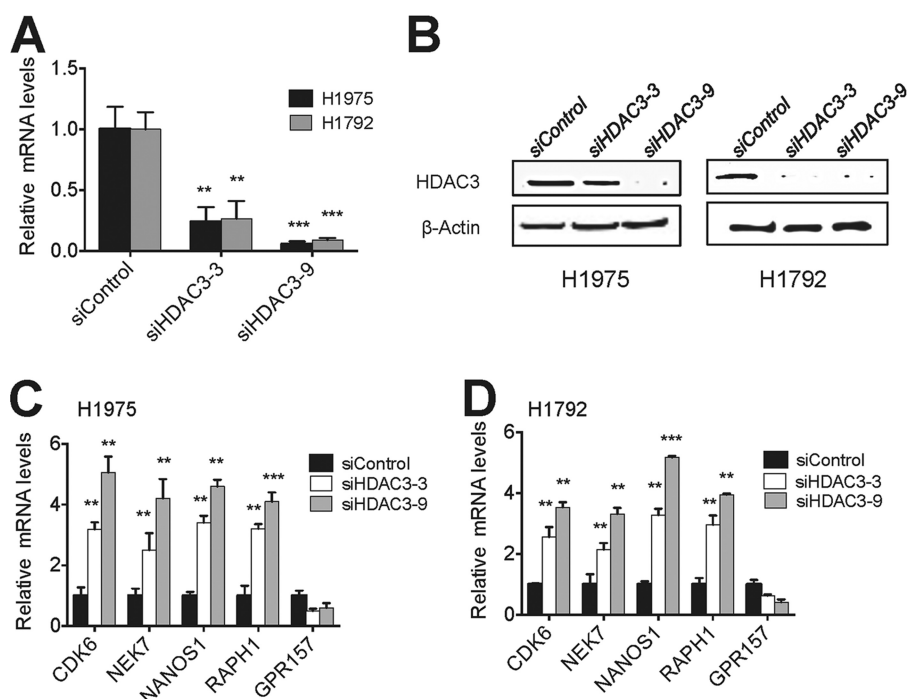 A
Relative mRNA levels
1.5
1.0
0.5
0.0
H1975
H1792
** **
*** ***
siControl
siHDAC3-3
siHDAC3-9
B
siControl
siHDAC3-3
siHDAC3-9
siControl
siHDAC3-3
siHDAC3-9
HDAC3
β-Actin
H1975
H1792
C
H1975
Relative mRNA levels
6
4
2
0
siControl
siHDAC3-3
siHDAC3-9
** **
** **
** **
** ***
CDK6
NEK7
NANOS1
RAPH1
GPR157
D
H1792
Relative mRNA levels
6
4
2
0
siControl
siHDAC3-3
siHDAC3-9
** **
** **
** ***
** **
CDK6
NEK7
NANOS1
RAPH1
GPR157